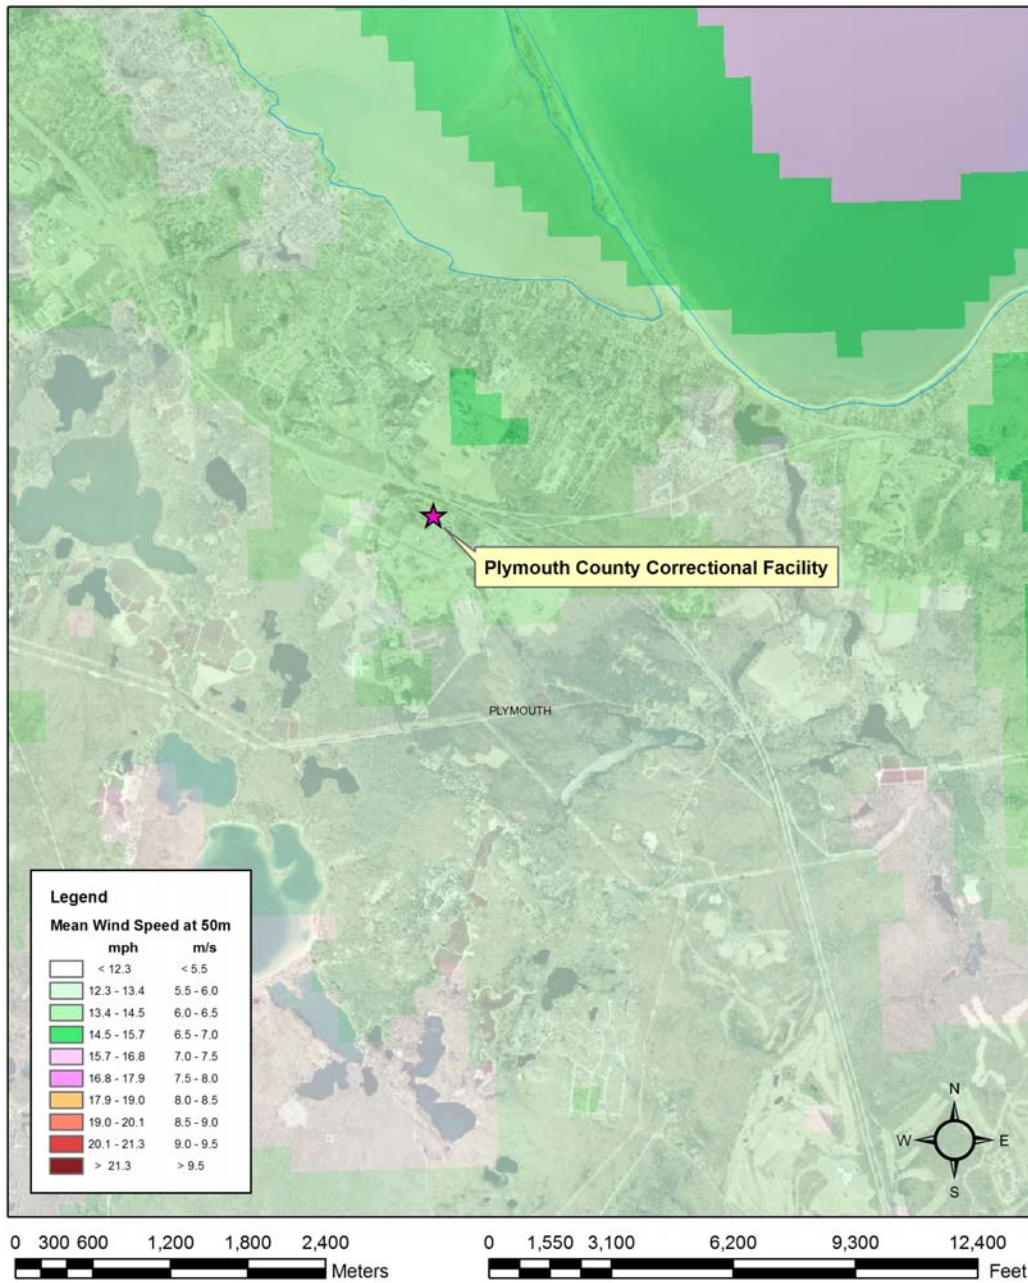 Plymouth County Correctional Facility
PLYMOUTH
Legend
Mean Wind Speed at 50m
mph m/s
< 12.3 < 5.5
12.3 - 13.4 5.5 - 6.0
13.4 - 14.5 6.0 - 6.5
14.5 - 15.7 6.5 - 7.0
15.7 - 16.8 7.0 - 7.5
16.8 - 17.9 7.5 - 8.0
17.9 - 19.0 8.0 - 8.5
19.0 - 20.1 8.5 - 9.0
20.1 - 21.3 9.0 - 9.5
> 21.3 > 9.5
N
W E
S
0 300 600 1,200 1,800 2,400
Meters
0 1,550 3,100 6,200 9,300 12,400
Feet